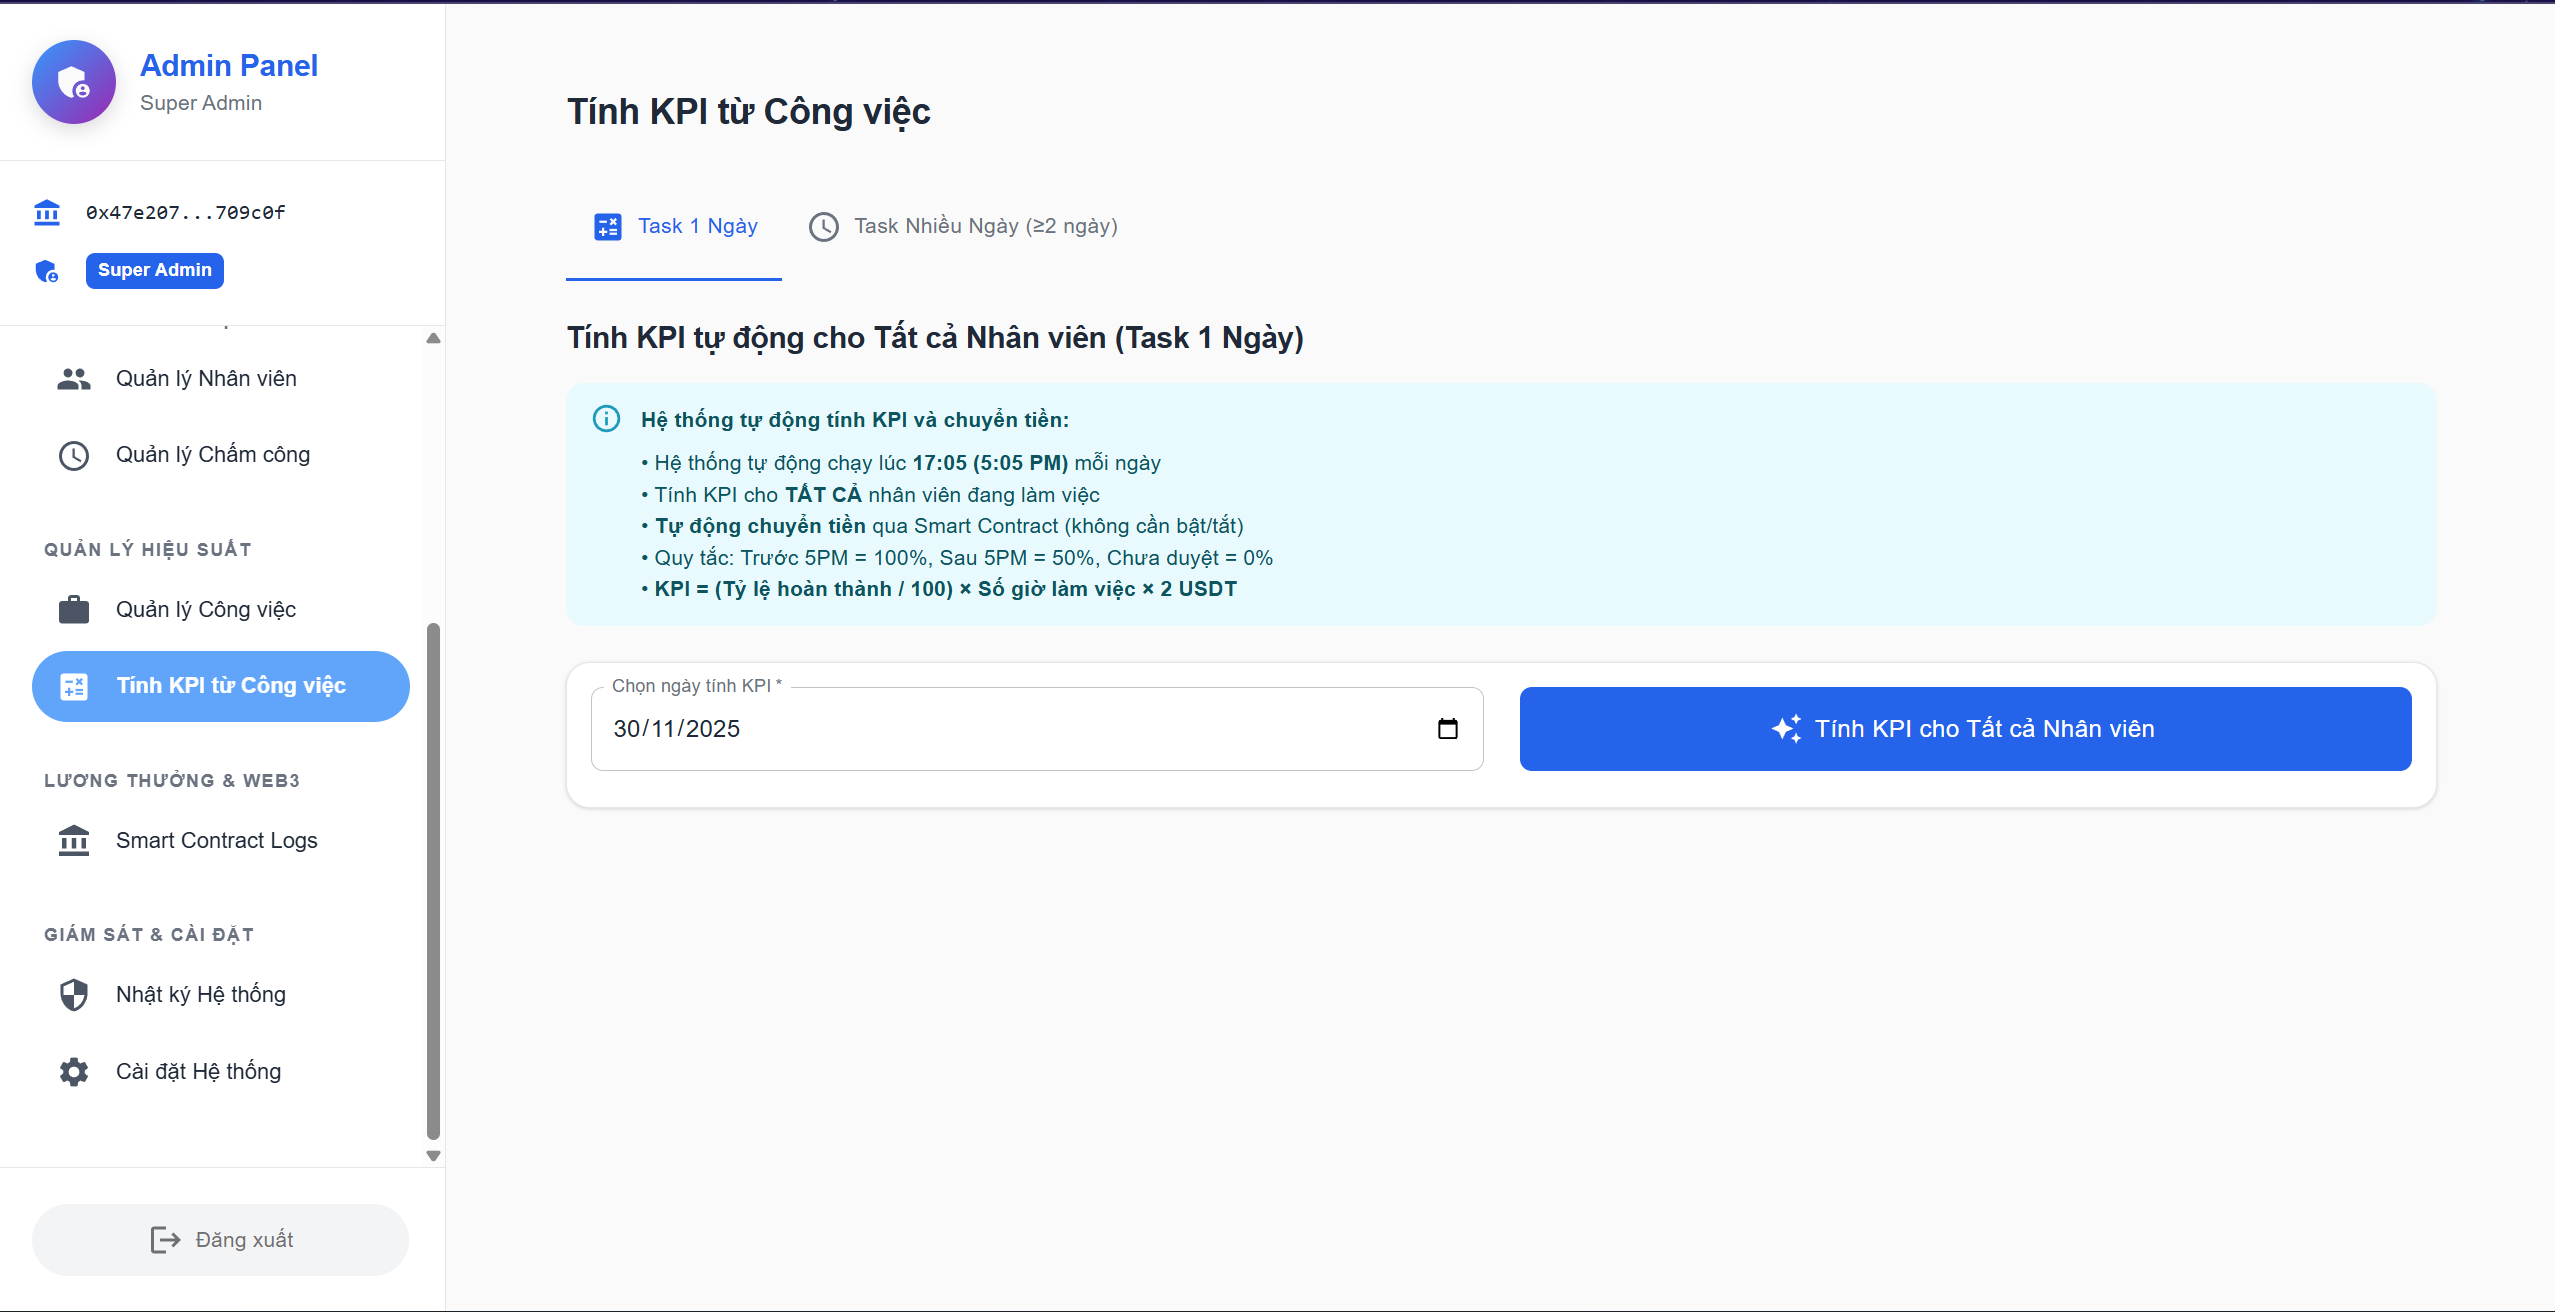 Admin Panel
Super Admin
0x47e207...709c0f
Super Admin
Quản lý Nhân viên
Quản lý Chấm công
QUẢN LÝ HIỆU SUẤT
Quản lý Công việc
Tính KPI từ Công việc
LƯƠNG THƯỞNG & WEB3
Smart Contract Logs
GIÁM SÁT & CÀI ĐẶT
Nhật ký Hệ thống
Cài đặt Hệ thống
Đăng xuất
Tính KPI từ Công việc
Task 1 Ngày
Task Nhiều Ngày (≥2 ngày)
Tính KPI tự động cho Tất cả Nhân viên (Task 1 Ngày)
Hệ thống tự động tính KPI và chuyển tiền:
• Hệ thống tự động chạy lúc 17:05 (5:05 PM) mỗi ngày
• Tính KPI cho TẤT CẢ nhân viên đang làm việc
• Tự động chuyển tiền qua Smart Contract (không cần bật/tắt)
• Quy tắc: Trước 5PM = 100%, Sau 5PM = 50%, Chưa duyệt = 0%
• KPI = (Tỷ lệ hoàn thành / 100) × Số giờ làm việc × 2 USDT
Chọn ngày tính KPI *
30/11/2025
Tính KPI cho Tất cả Nhân viên